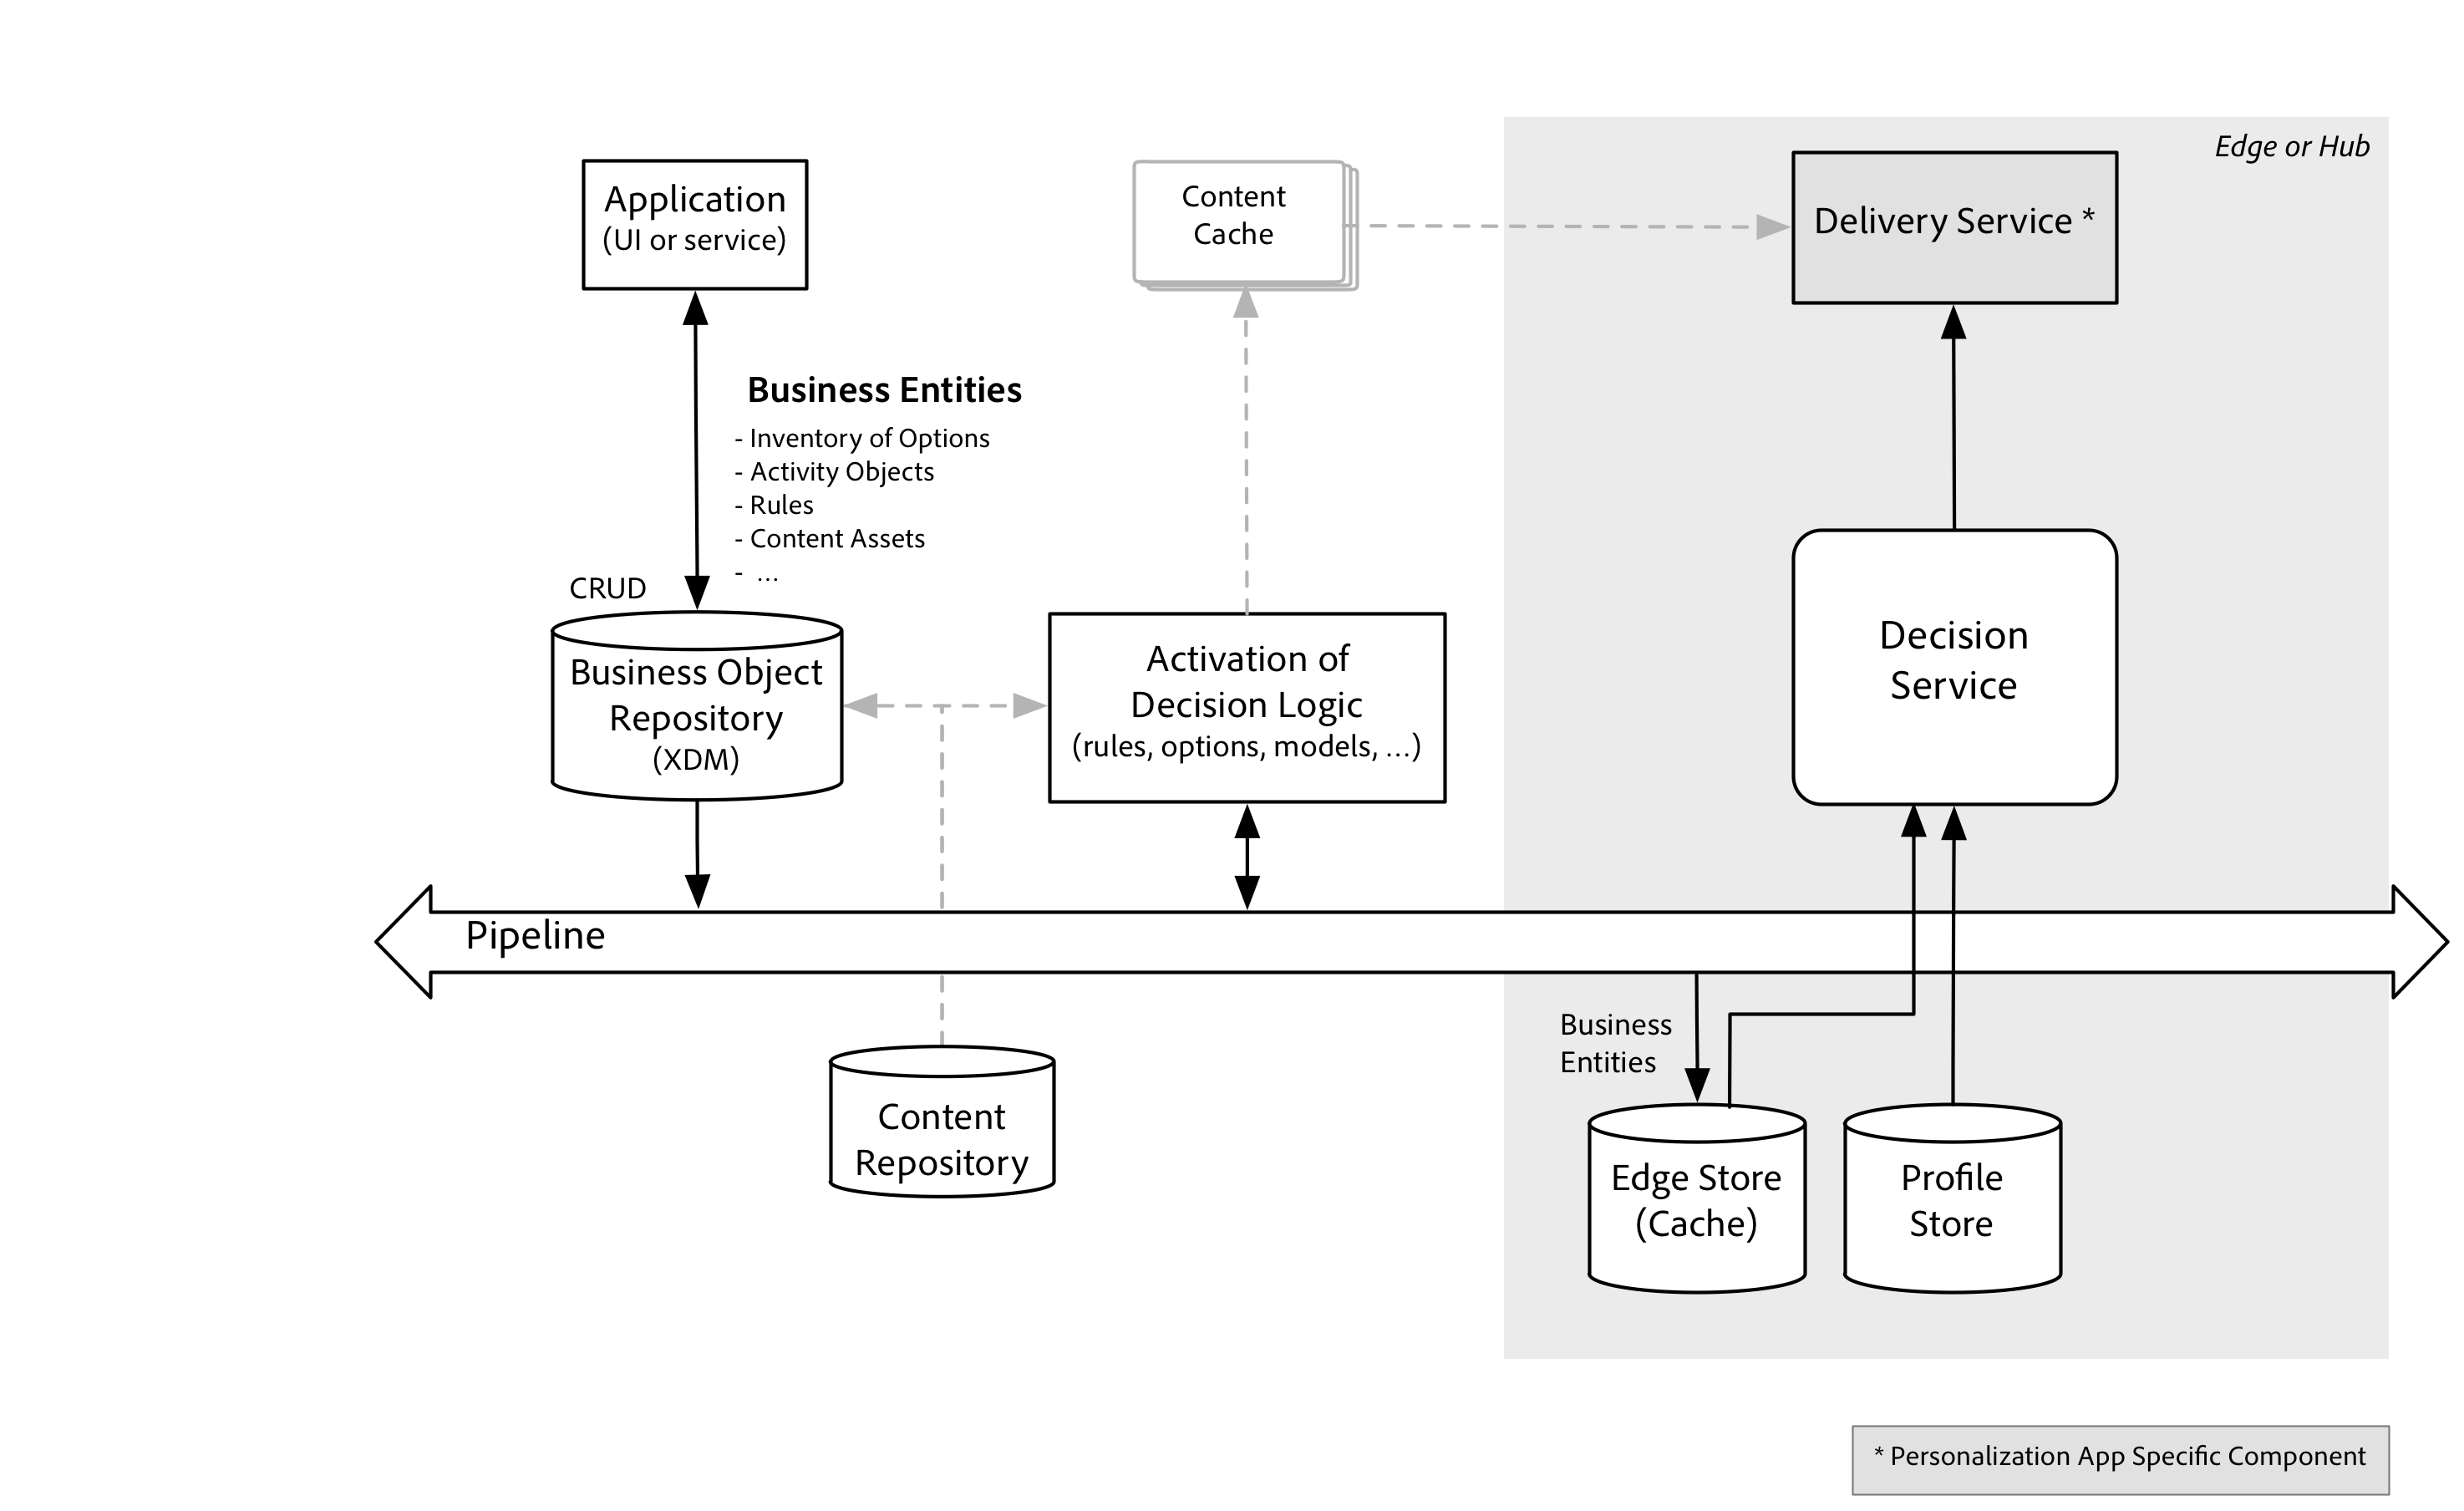 Edge or Hub
Application
(UI or service)
Content
Cache
Delivery Service *
Business Entities
- Inventory of Options
- Activity Objects
- Rules
- Content Assets
- ...
CRUD
Business Object
Repository
(XDM)
Activation of
Decision Logic
(rules, options, models, ...)
Decision
Service
Pipeline
Business
Entities
Content
Repository
Edge Store
(Cache)
Profile
Store
* Personalization App Specific Component